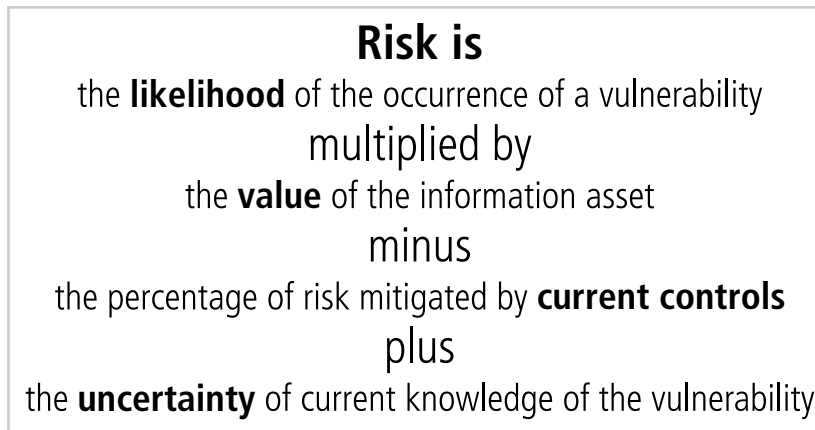 Risk is
the likelihood of the occurrence of a vulnerability
multiplied by
the value of the information asset
minus
the percentage of risk mitigated by current controls
plus
the uncertainty of current knowledge of the vulnerability